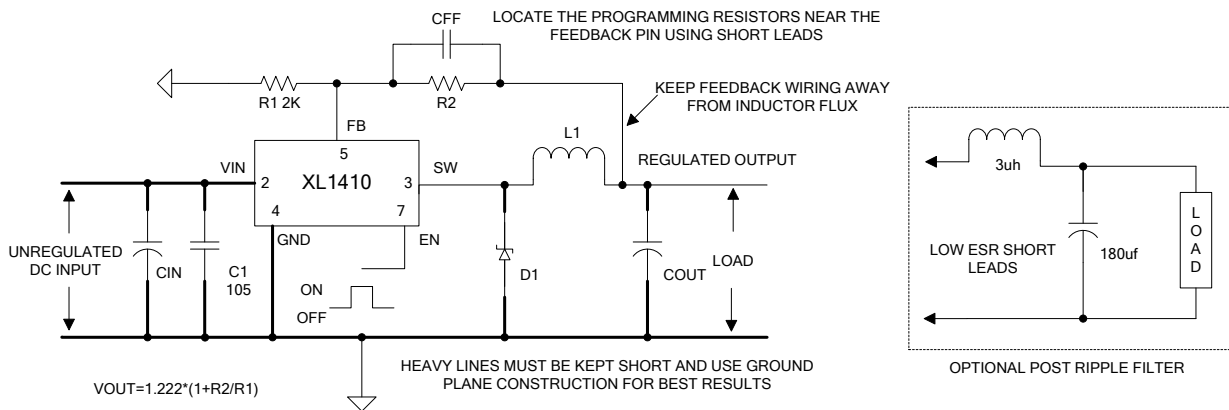 CFF
LOCATE THE PROGRAMMING RESISTORS NEAR THE
FEEDBACK PIN USING SHORT LEADS
R1 2K
R2
KEEP FEEDBACK WIRING AWAY
FROM INDUCTOR FLUX
FB
L1
VIN
5
SW
REGULATED OUTPUT
2
XL1410
3
4
7
GND
EN
UNREGULATED
DC INPUT
CIN
C1
105
ON
OFF
D1
COUT
LOAD
3uh
LOW ESR SHORT
LEADS
180uf
LOAD
HEAVY LINES MUST BE KEPT SHORT AND USE GROUND
PLANE CONSTRUCTION FOR BEST RESULTS
OPTIONAL POST RIPPLE FILTER
VOUT=1.222*(1+R2/R1)